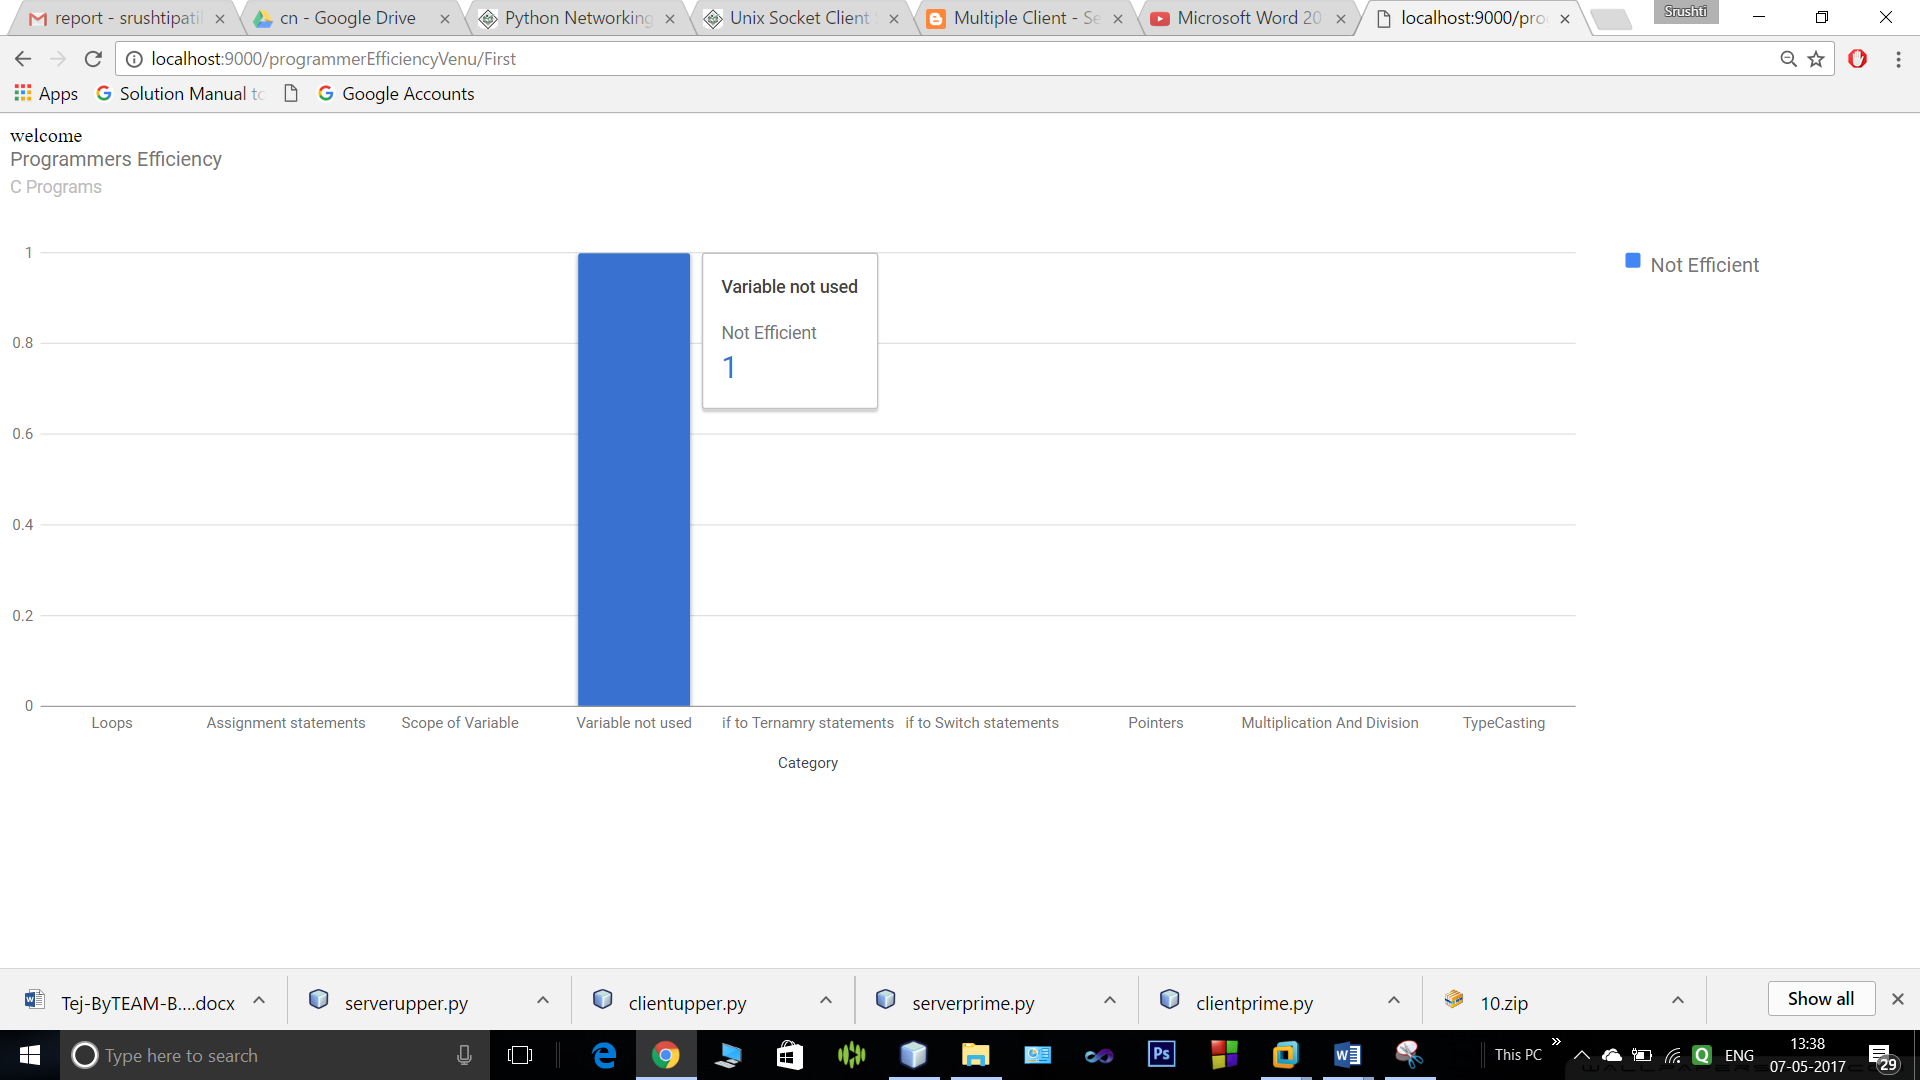 report - srushtipatil
cn - Google Drive
Python Networking
Unix Socket Client
Multiple Client - Se
Microsoft Word 20
localhost:9000/pro
Srushti
localhost:9000/programmerEfficiencyVenu/First
Apps
Solution Manual to
Google Accounts
welcome
Programmers Efficiency
C Programs
1
0.8
0.6
0.4
0.2
0
Not Efficient
Variable not used
Not Efficient
1
Loops
Assignment statements
Scope of Variable
Variable not used
if to Ternamry statements
if to Switch statements
Pointers
Multiplication And Division
TypeCasting
Category
Tej-ByTEAM-B....docx
serverupper.py
clientupper.py
serverprime.py
clientprime.py
10.zip
Show all
Type here to search
Ps
This PC
ENG
13:38
07-05-2017
29